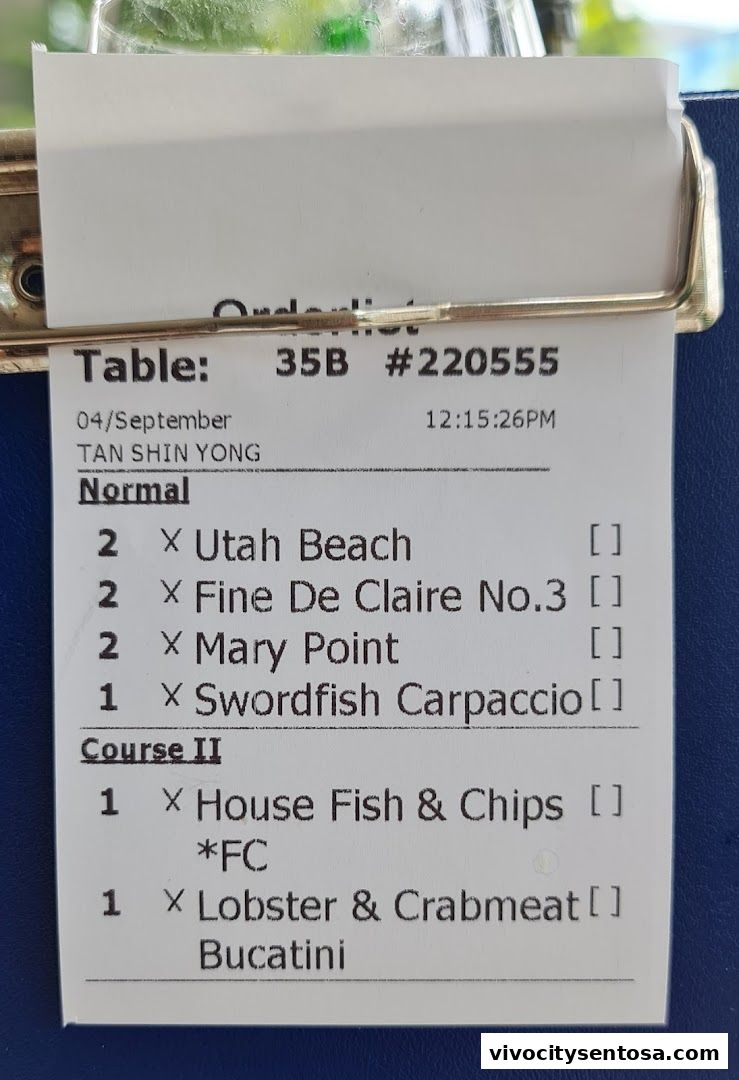 Orderlist
Table: 35B #220555
04/September 12:15:26PM
TAN SHIN YONG
Normal
2 X Utah Beach [ ]
2 X Fine De Claire No.3 [ ]
2 X Mary Point [ ]
1 X Swordfish Carpaccio [ ]
Course II
1 X House Fish & Chips [ ]
*FC
1 X Lobster & Crabmeat [ ]
Bucatini
vivocitysentosa.com